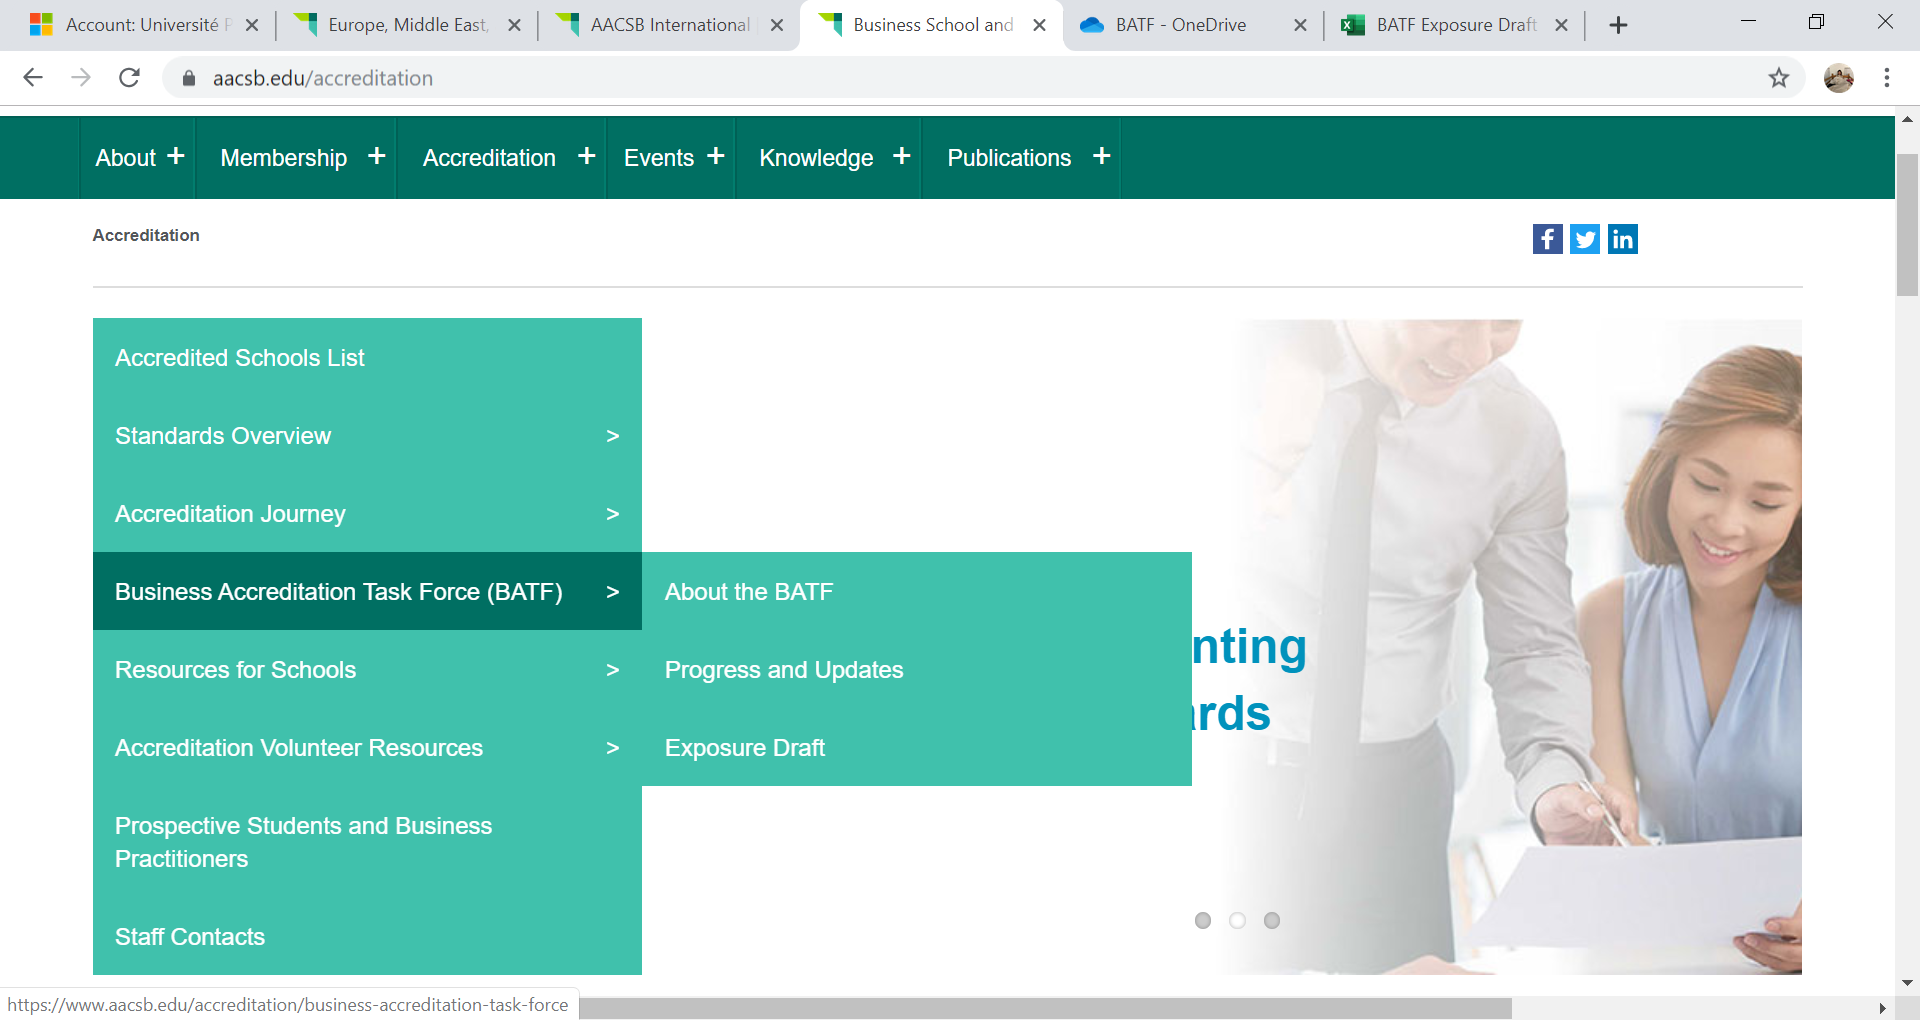 Account: Université P
Europe, Middle East,
AACSB International
Business School and
BATF - OneDrive
BATF Exposure Draft
aacsb.edu/accreditation
About +
Membership +
Accreditation +
Events +
Knowledge +
Publications +
Accreditation
Accredited Schools List
Standards Overview >
Accreditation Journey >
Business Accreditation Task Force (BATF) >
Resources for Schools >
Accreditation Volunteer Resources >
Prospective Students and Business
Practitioners
Staff Contacts
About the BATF
Progress and Updates
Exposure Draft
nting
ards
https://www.aacsb.edu/accreditation/business-accreditation-task-force